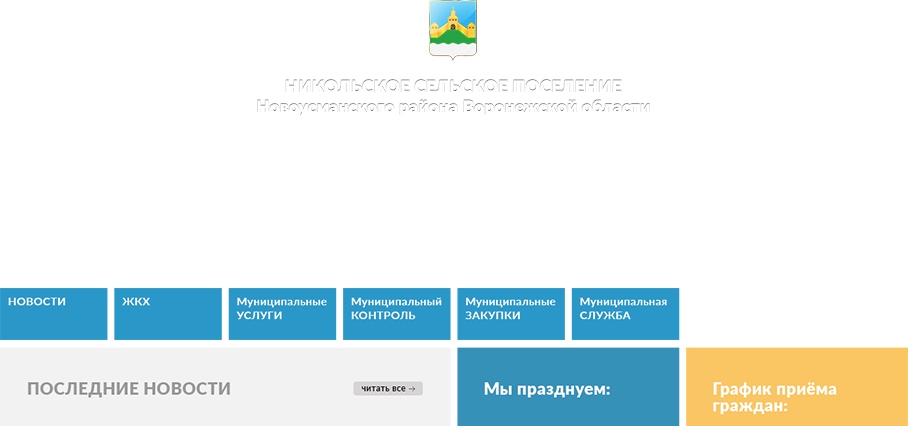 НИКОЛЬСКОЕ СЕЛЬСКОЕ ПОСЕЛЕНИЕ
Новоусманского района Воронежской области
НОВОСТИ
ЖКХ
Муниципальные
УСЛУГИ
Муниципальный
КОНТРОЛЬ
Муниципальные
ЗАКУПКИ
Муниципальная
СЛУЖБА
ПОСЛЕДНИЕ НОВОСТИ
читать все →
Мы празднуем:
График приёма
граждан: